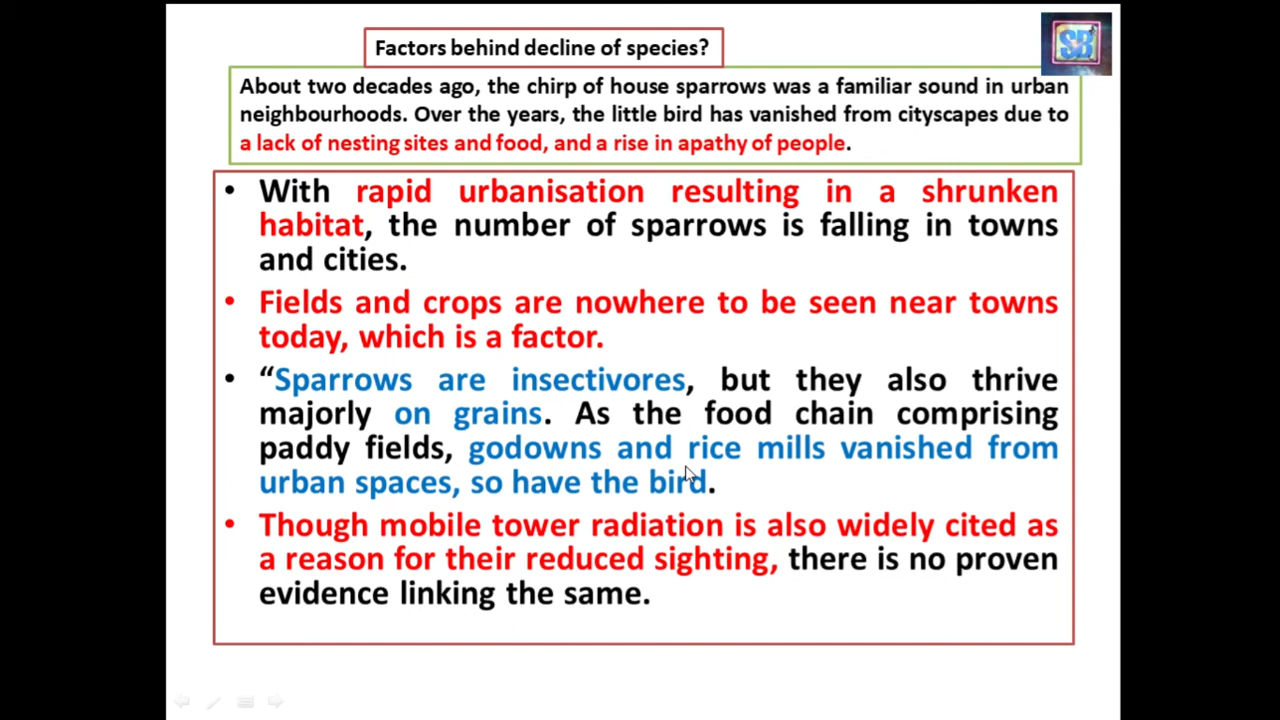 Factors behind decline of species?
SB
About two decades ago, the chirp of house sparrows was a familiar sound in urban
neighbourhoods. Over the years, the little bird has vanished from cityscapes due to
a lack of nesting sites and food, and a rise in apathy of people.
• With rapid urbanisation resulting in a shrunken
habitat, the number of sparrows is falling in towns
and cities.
• Fields and crops are nowhere to be seen near towns
today, which is a factor.
• “Sparrows are insectivores, but they also thrive
majorly on grains. As the food chain comprising
paddy fields, godowns and rice mills vanished from
urban spaces, so have the bird.
• Though mobile tower radiation is also widely cited as
a reason for their reduced sighting, there is no proven
evidence linking the same.